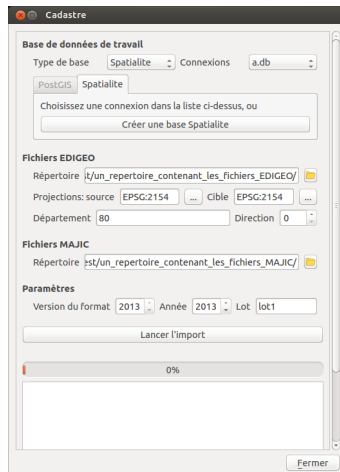 Cadastre
Base de données de travail
Type de base Spatialite Connexions a.db
PostGIS Spatialite
Choisissez une connexion dans la liste ci-dessus, ou
Créer une base Spatialite
Fichiers EDIGEO
Répertoire st/un_repertoire_contenant_les_fichiers_EDIGEO/
Projections: source EPSG:2154 ... Cible EPSG:2154 ...
Département 80 Direction 0
Fichiers MAJIC
Répertoire est/un_repertoire_contenant_les_fichiers_MAJIC/
Paramètres
Version du format 2013 Année 2013 Lot lot1
Lancer l'import
0%
Fermer